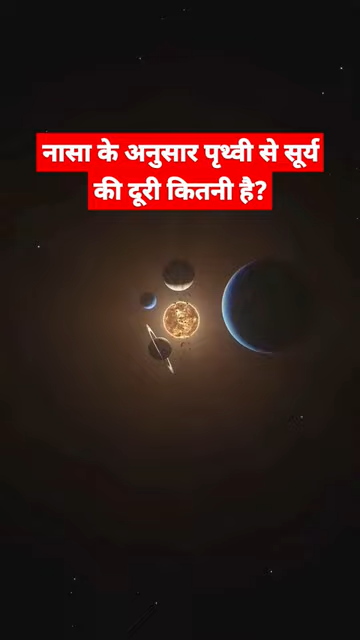 नासा के अनुसार पृथ्वी से सूर्य
की दूरी कितनी है?